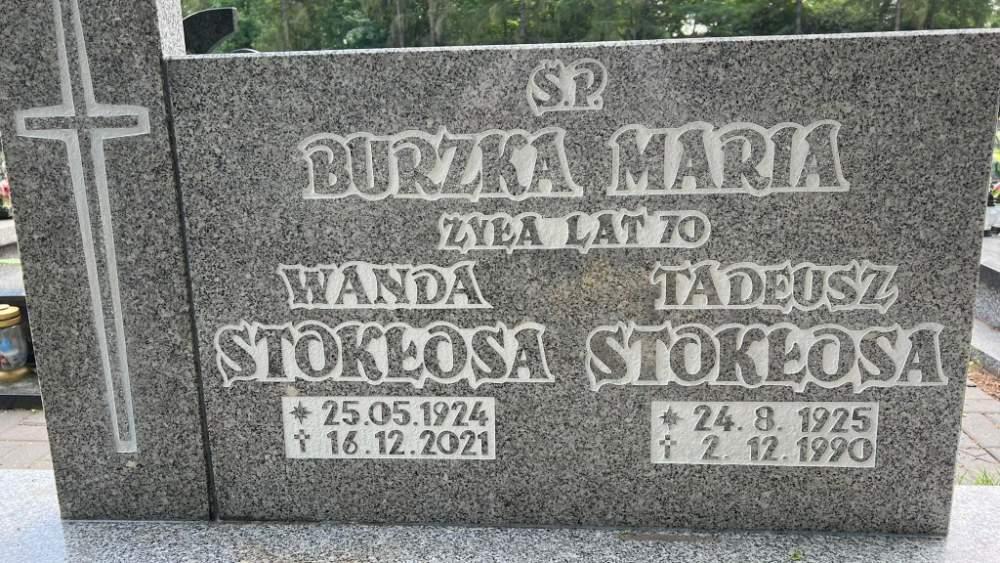 Ś.P.
BURZKA MARIA
ŻYŁA LAT 70
WANDA
STOKŁOSA
* 25.05.1924
† 16.12.2021
TADEUSZ
STOKŁOSA
* 24.8.1925
† 2.12.1990